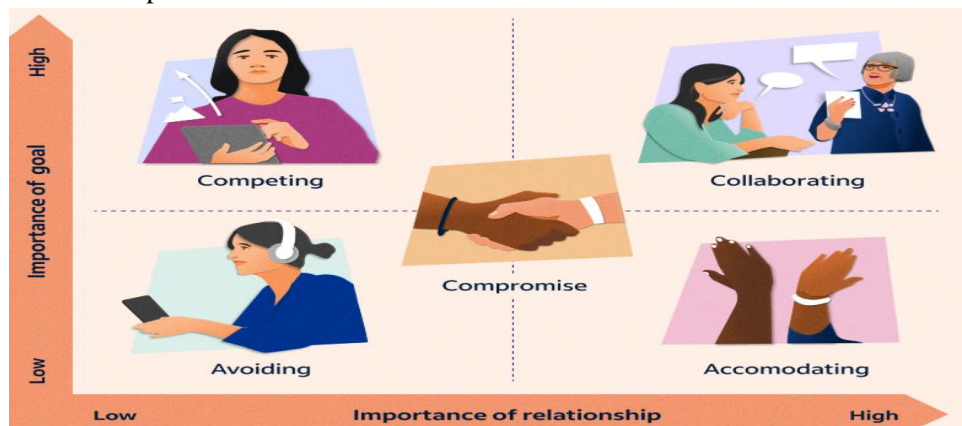 High
Importance of goal
Low
Competing
Collaborating
Compromise
Avoiding
Accomodating
Low
Importance of relationship
High